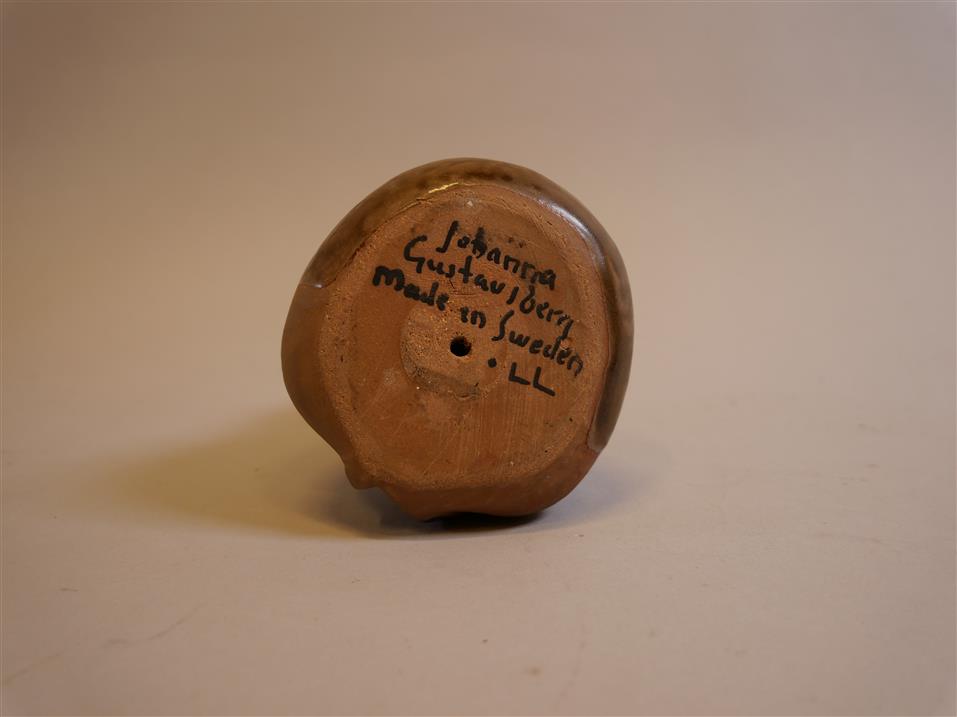 Johanna
Gustavsberg
Made in Sweden
. LL